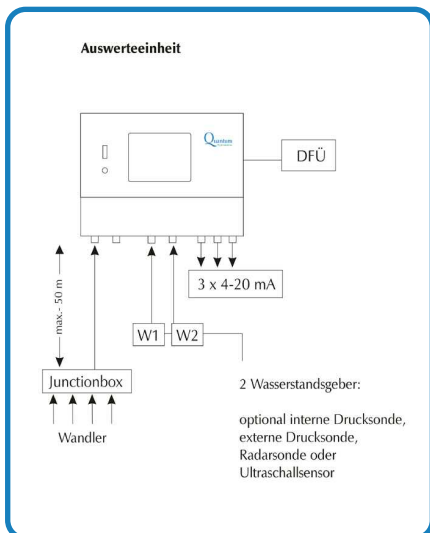 Auswerteeinheit
Quantum
DFÜ
3 x 4-20 mA
max.- 50 m
W1
W2
Junctionbox
Wandler
2 Wasserstandsgeber:
optional interne Drucksonde,
externe Drucksonde,
Radarsonde oder
Ultraschallsensor